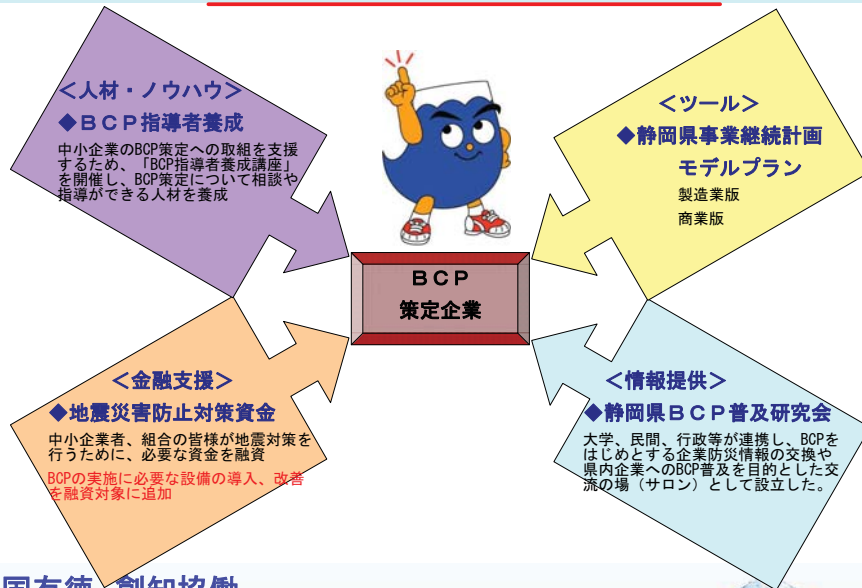 ＜人材・ノウハウ＞
◆ＢＣＰ指導者養成
中小企業のBCP策定への取組を支援
するため、「BCP指導者養成講座」
を開催し、BCP策定について相談や
指導ができる人材を養成
＜ツール＞
◆静岡県事業継続計画
モデルプラン
製造業版
商業版
ＢＣＰ
策定企業
＜金融支援＞
◆地震災害防止対策資金
中小企業者、組合の皆様が地震対策を
行うために、必要な資金を融資
BCPの実施に必要な設備の導入、改善
を融資対象に追加
＜情報提供＞
◆静岡県ＢＣＰ普及研究会
大学、民間、行政等が連携し、BCPを
はじめとする企業防災情報の交換や
県内企業へのBCP普及を目的とした交
流の場（サロン）として設立した。
国有徳 創知協働